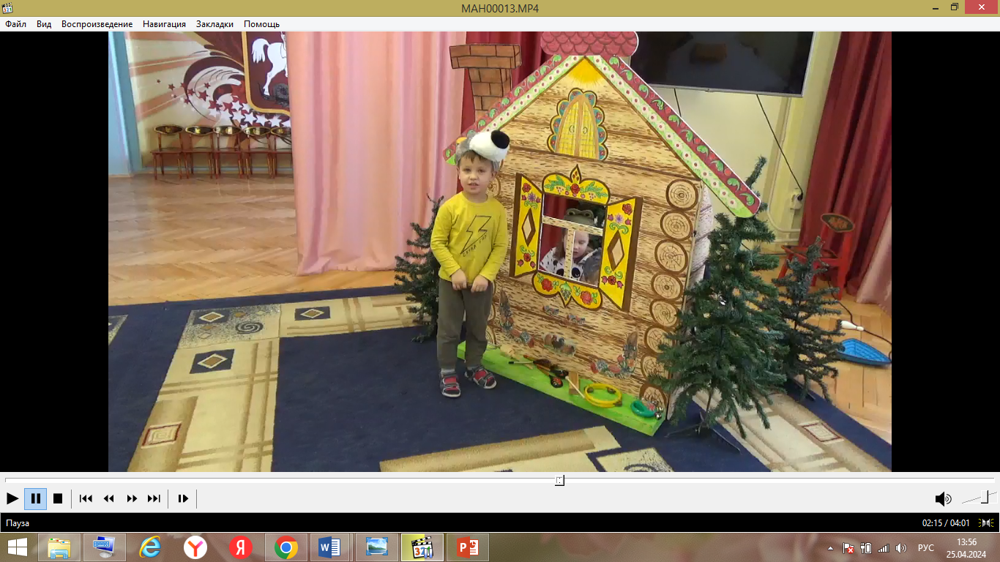 MAH00013.MP4
Файл Вид Воспроизведение Навигация Закладки Помощь
Пауза
02:15 / 04:01
РУС
13:56
25.04.2024